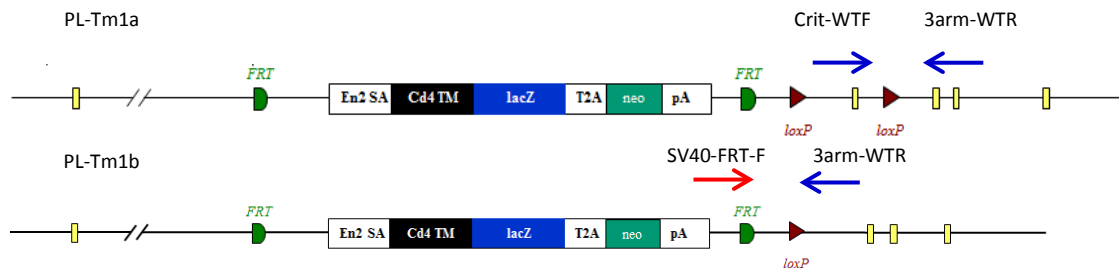 PL-Tm1a Crit-WTF 3arm-WTR
FRT FRT
En2 SA Cd4 TM lacZ T2A neo pA
loxP loxP
PL-Tm1b SV40-FRT-F 3arm-WTR
FRT FRT
En2 SA Cd4 TM lacZ T2A neo pA
loxP